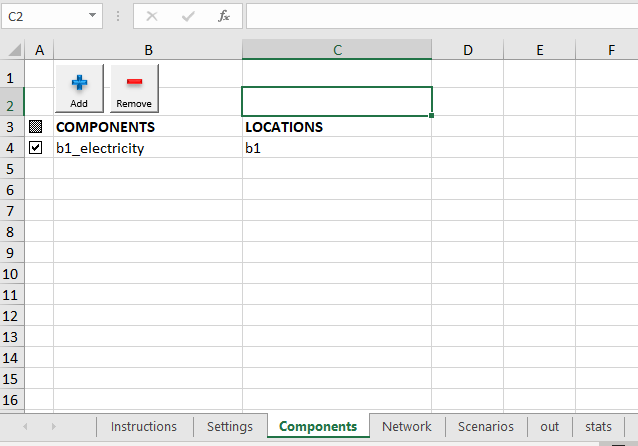 C2
fx
A B C D E F
1
Add Remove
2
3 COMPONENTS LOCATIONS
4 b1_electricity b1
5
6
7
8
9
10
11
12
13
14
15
16
Instructions Settings Components Network Scenarios out stats